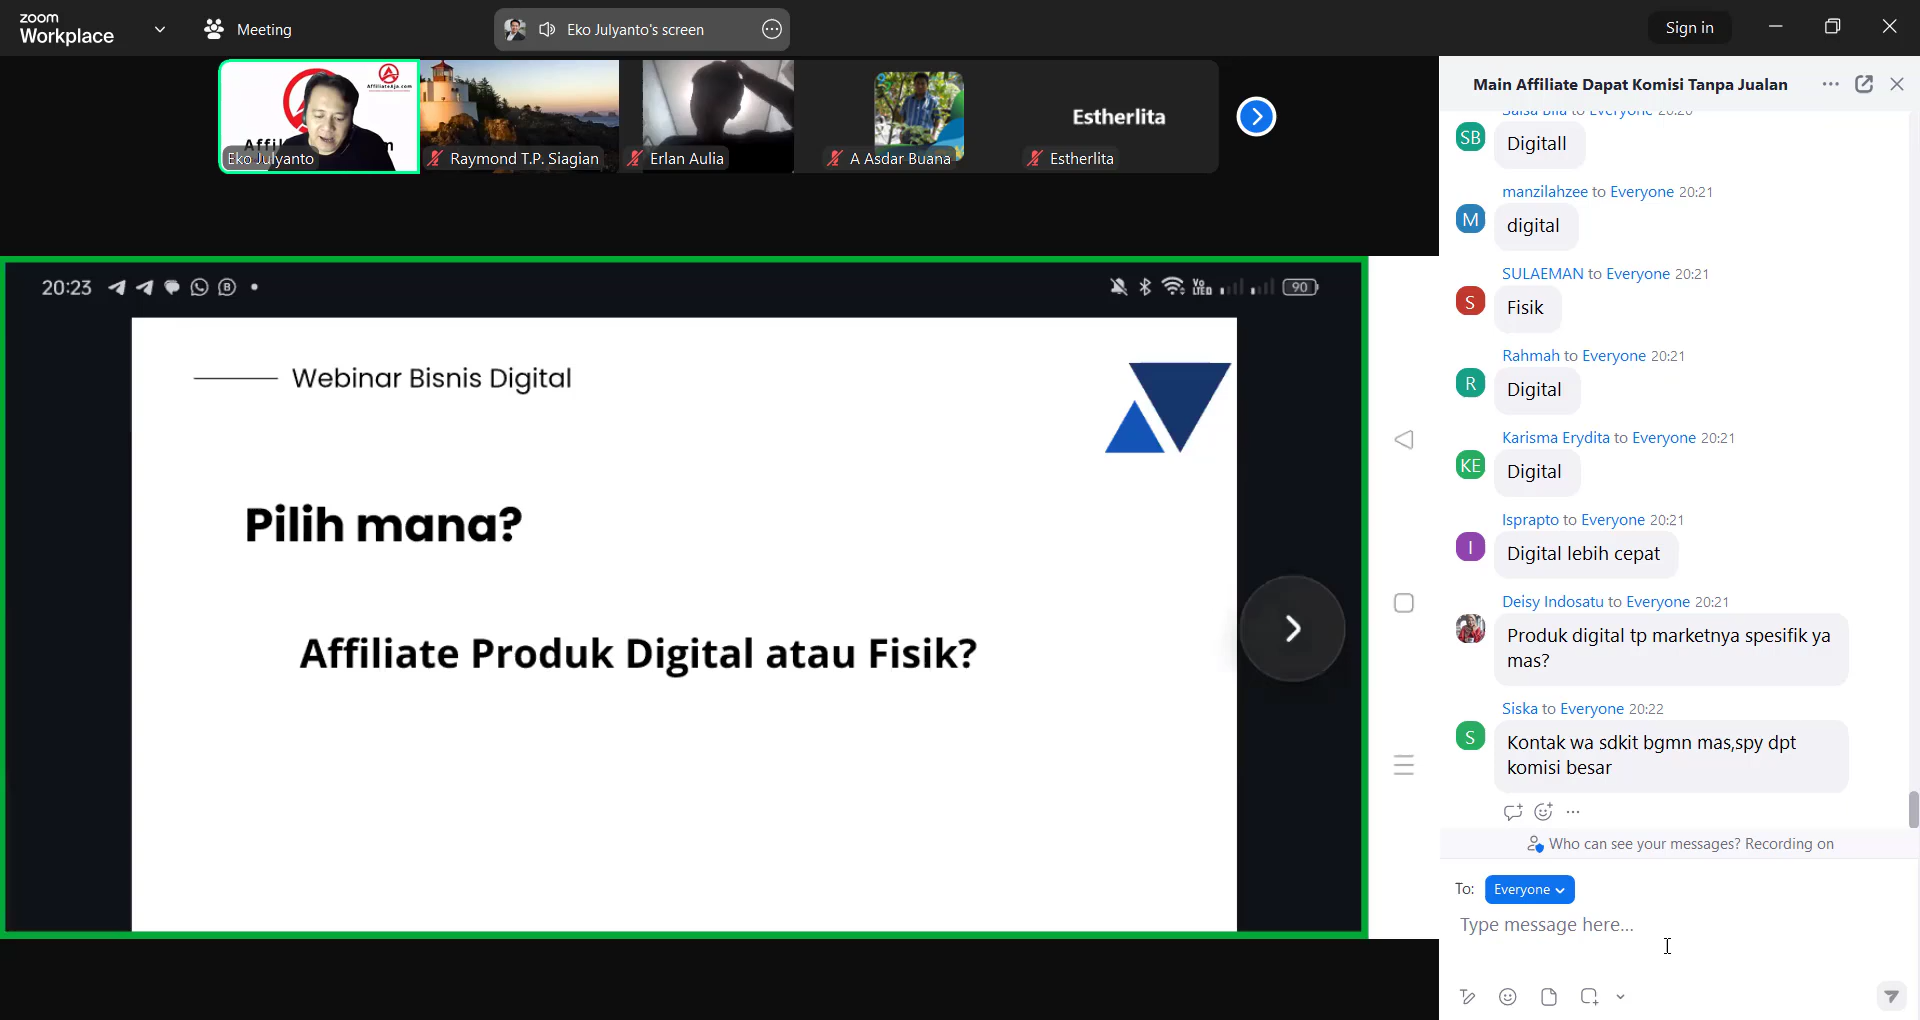 zoom
Workplace
Meeting
Eko Julyanto's screen
Sign in
AffiliateAja.com
Eko Julyanto
Raymond T.P. Siagian
Erlan Aulia
A Asdar Buana
Estherlita
Estherlita
20:23
90
Webinar Bisnis Digital
Pilih mana?
Affiliate Produk Digital atau Fisik?
Main Affiliate Dapat Komisi Tanpa Jualan
SB
Digitall
manzilahzee to Everyone 20:21
M
digital
SULAEMAN to Everyone 20:21
S
Fisik
Rahmah to Everyone 20:21
R
Digital
Karisma Erydita to Everyone 20:21
KE
Digital
Isprapto to Everyone 20:21
I
Digital lebih cepat
Deisy Indosatu to Everyone 20:21
Produk digital tp marketnya spesifik ya
mas?
Siska to Everyone 20:22
S
Kontak wa sdkit bgmn mas,spy dpt
komisi besar
Who can see your messages? Recording on
To: Everyone
Type message here...